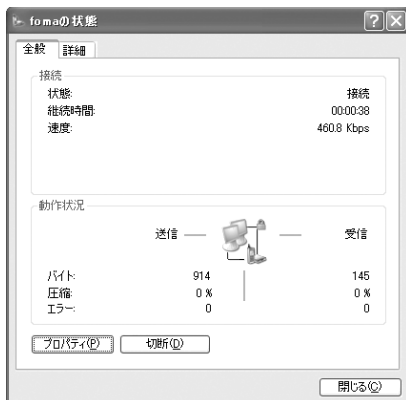 fomaの状態
全般 詳細
接続
状態: 接続
継続時間: 00:00:38
速度: 460.8 Kbps
動作状況
送信 — — 受信
バイト: 914 145
圧縮: 0 % 0 %
エラー: 0 0
プロパティ(P) 切断(D)
閉じる(C)